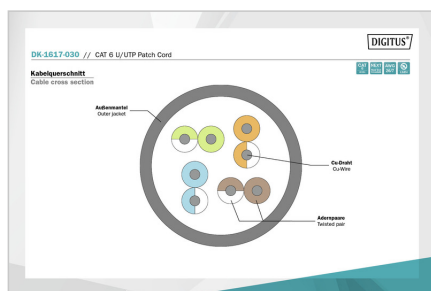 DIGITUS®
DK-1617-030 // CAT 6 U/UTP Patch Cord
Kabelquerschnitt
Cable cross section
Außenmantel
Outer jacket
Cu-Draht
Cu-Wire
Adernpaare
Twisted pair